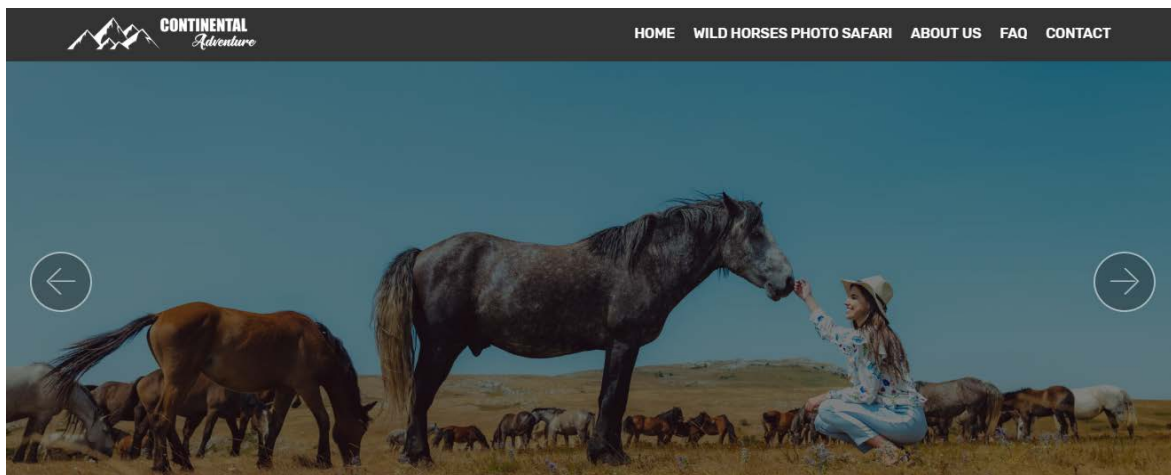 CONTINENTAL
Adventure
HOME WILD HORSES PHOTO SAFARI ABOUT US FAQ CONTACT